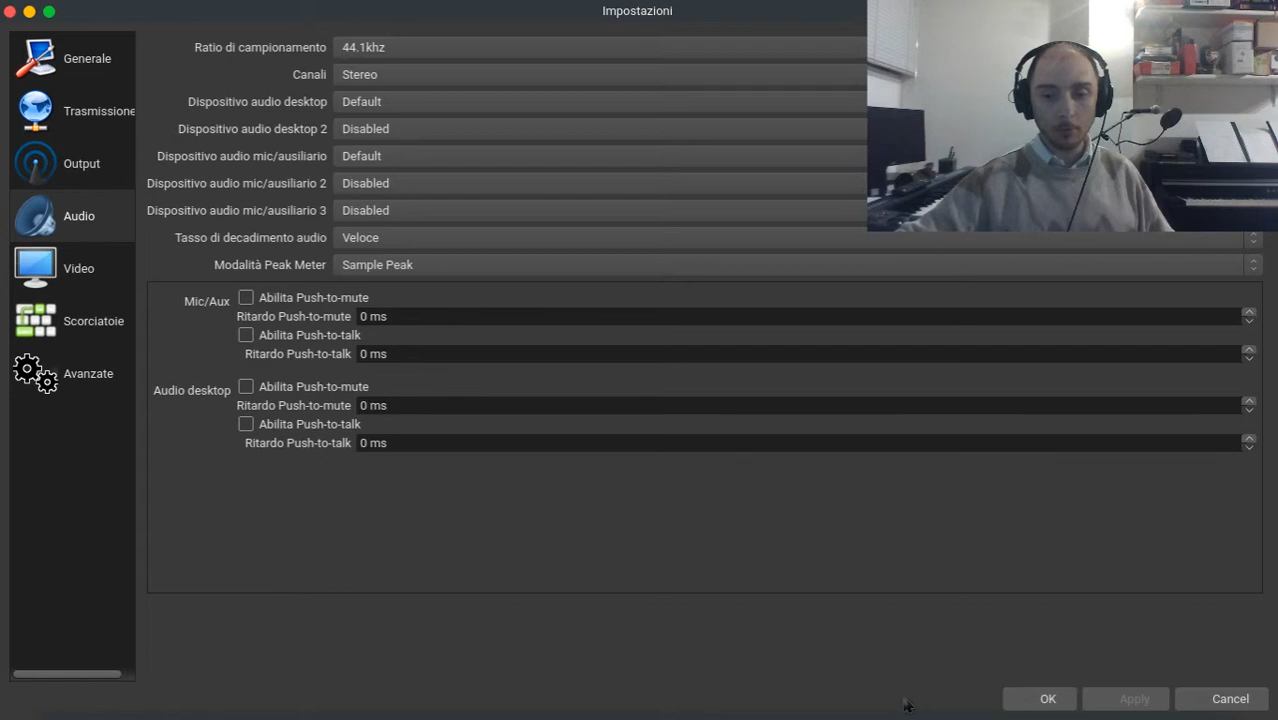 Impostazioni
Generale
Trasmissione
Output
Audio
Video
Scorciatoie
Avanzate
Ratio di campionamento 44.1khz
Canali Stereo
Dispositivo audio desktop Default
Dispositivo audio desktop 2 Disabled
Dispositivo audio mic/ausiliario Default
Dispositivo audio mic/ausiliario 2 Disabled
Dispositivo audio mic/ausiliario 3 Disabled
Tasso di decadimento audio Veloce
Modalità Peak Meter Sample Peak
Mic/Aux Abilita Push-to-mute
Ritardo Push-to-mute 0 ms
Abilita Push-to-talk
Ritardo Push-to-talk 0 ms
Audio desktop Abilita Push-to-mute
Ritardo Push-to-mute 0 ms
Abilita Push-to-talk
Ritardo Push-to-talk 0 ms
OK Apply Cancel